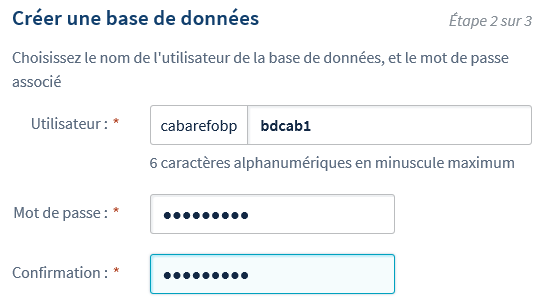 Créer une base de données
Étape 2 sur 3
Choisissez le nom de l'utilisateur de la base de données, et le mot de passe
associé
Utilisateur : * cabarefobp bdcab1
6 caractères alphanumériques en minuscule maximum
Mot de passe : * ●●●●●●●●●
Confirmation : * ●●●●●●●●●